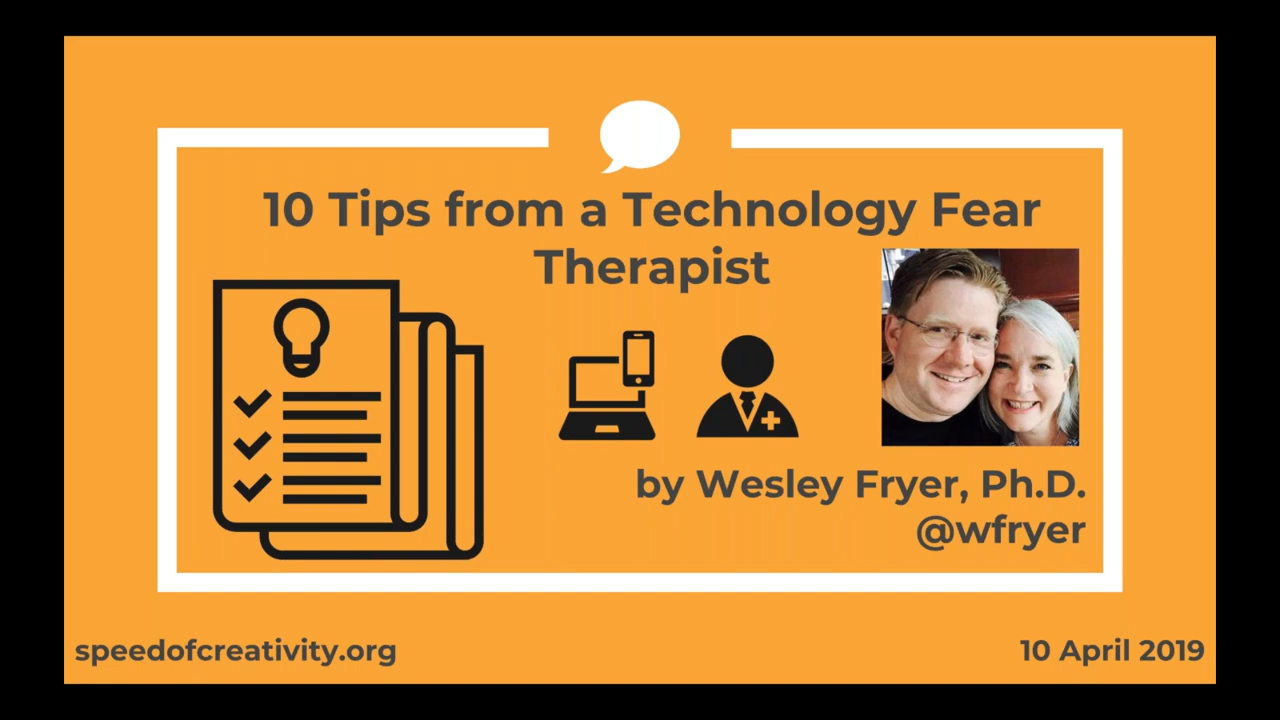 10 Tips from a Technology Fear
Therapist
by Wesley Fryer, Ph.D.
@wfryer
speedofcreativity.org
10 April 2019